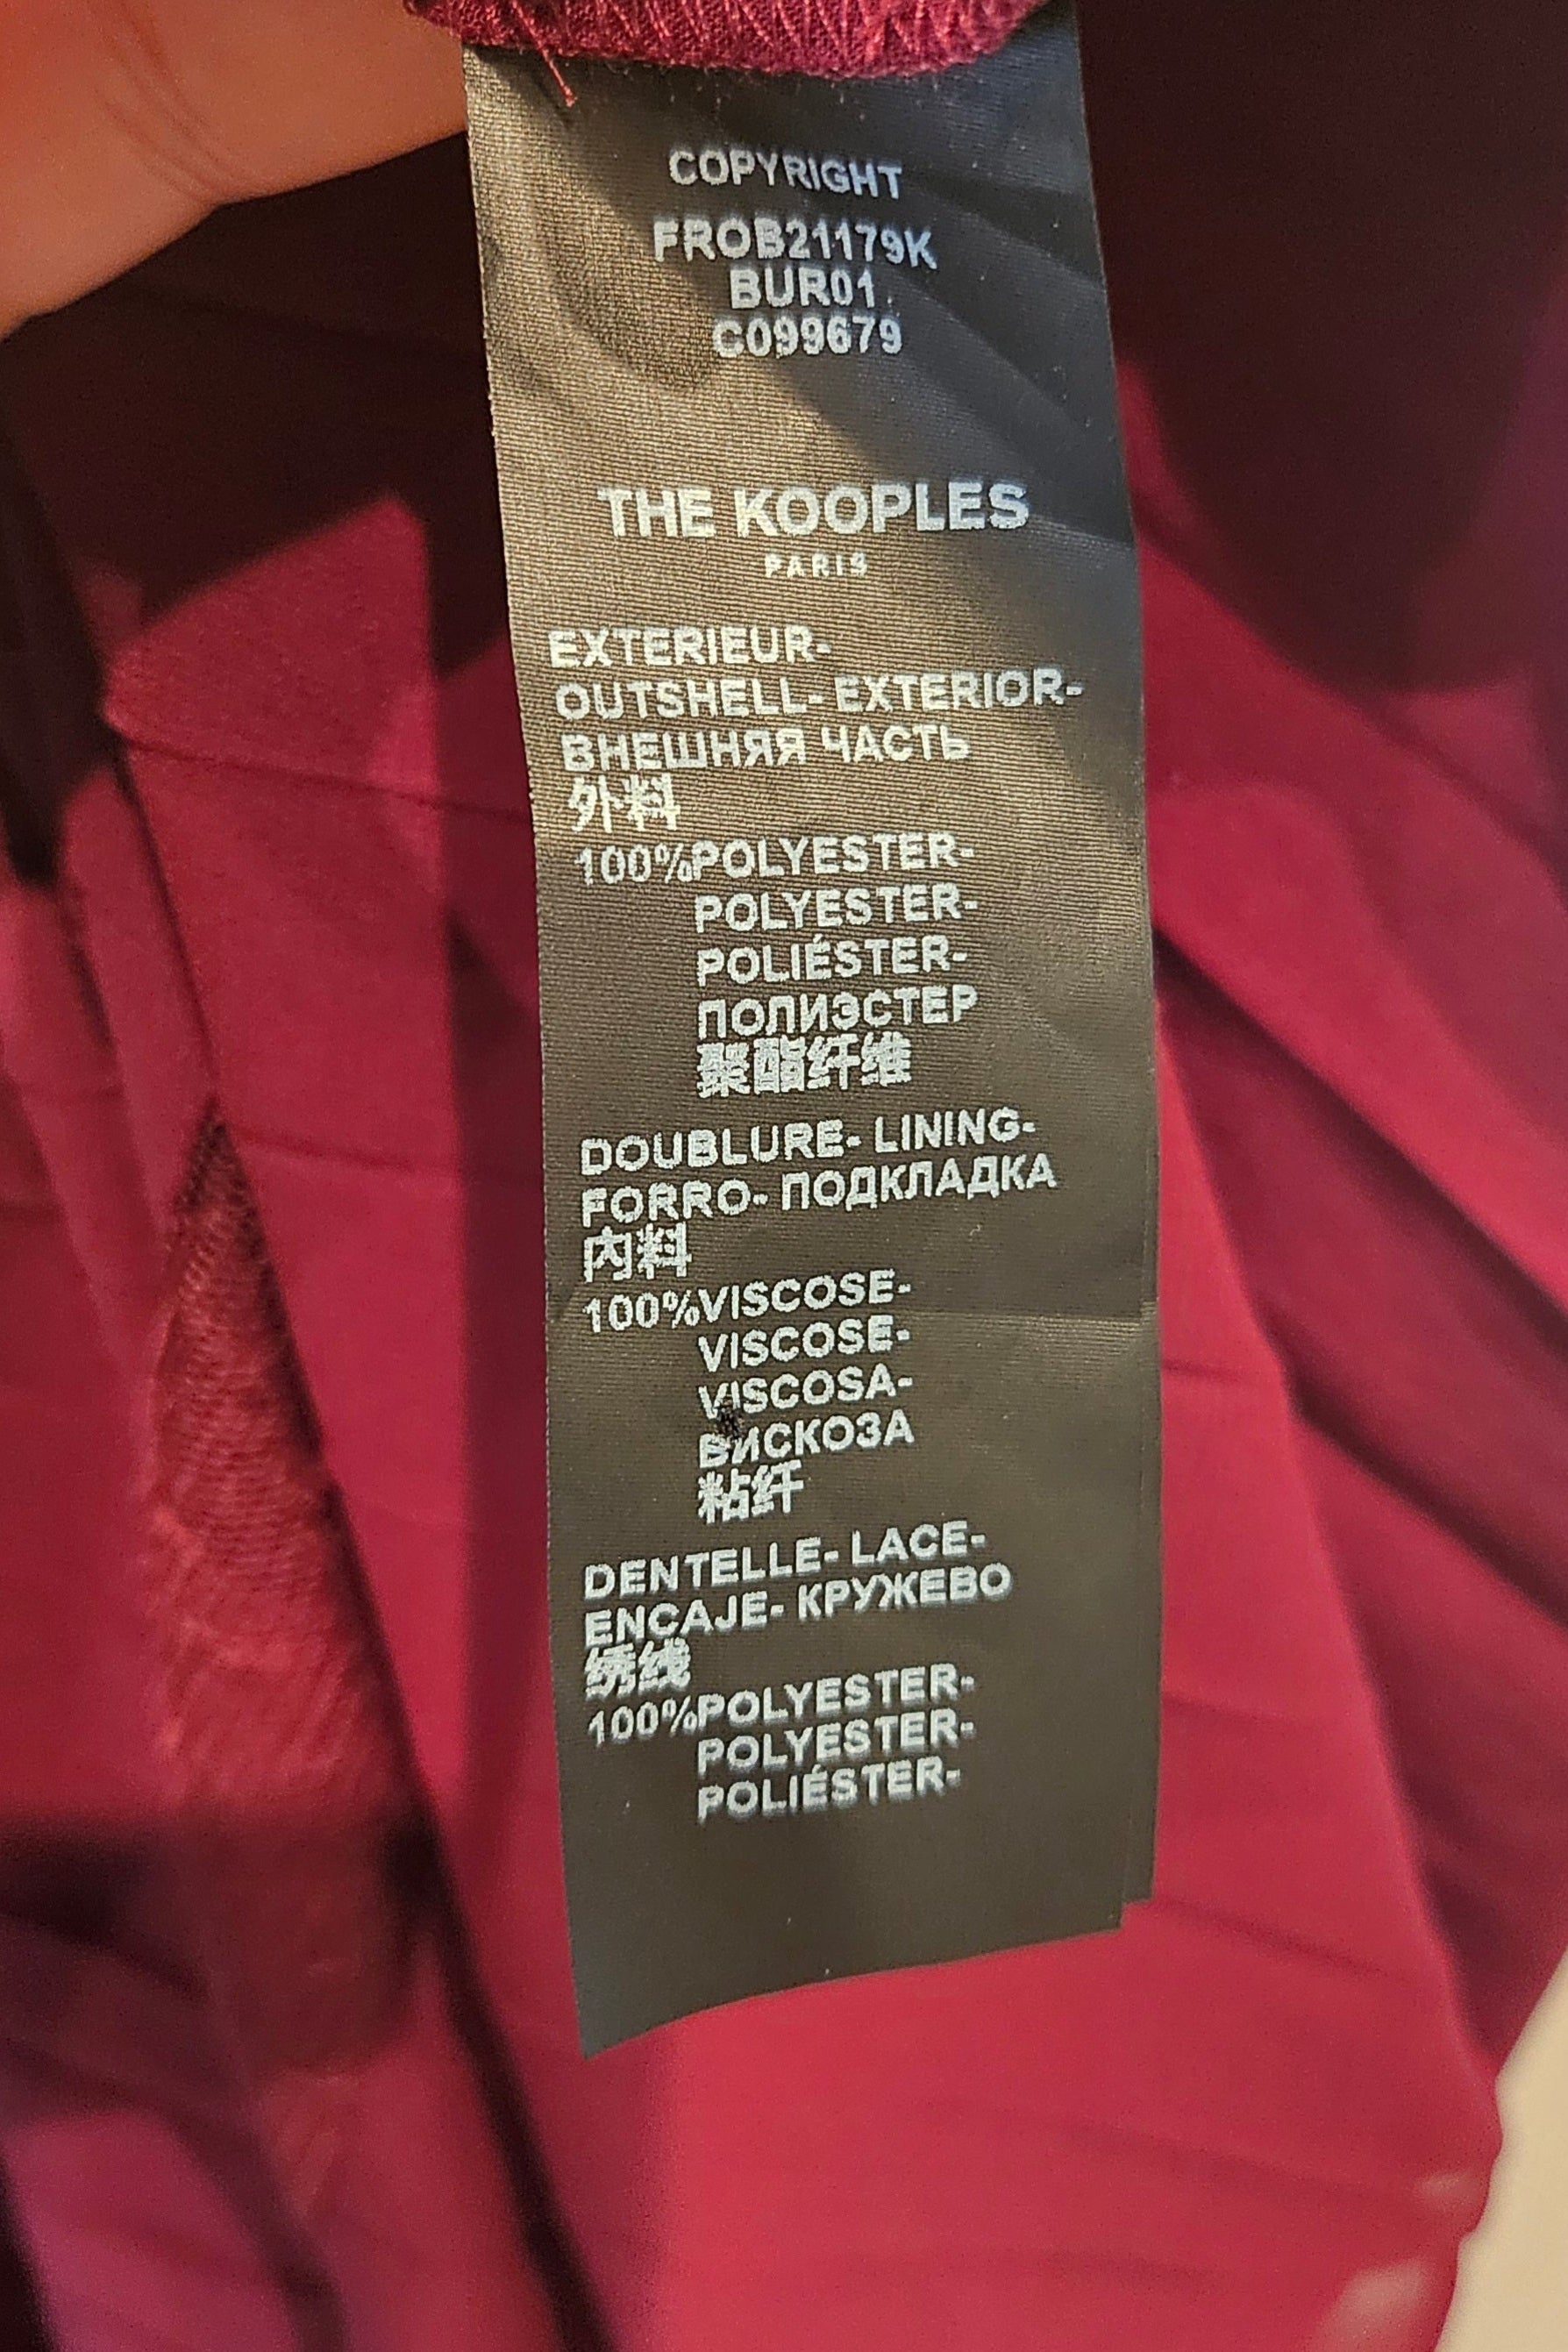 COPYRIGHT
FROB21179K
BUR01
C099679
THE KOOPLES
PARIS
EXTERIEUR-
OUTSHELL- EXTERIOR-
ВНЕШНЯЯ ЧАСТЬ
外料
100%POLYESTER-
POLYESTER-
POLIÉSTER-
ПОЛИЭСТЕР
聚酯纤维
DOUBLURE- LINING-
FORRO- ПОДКЛАДКА
内料
100%VISCOSE-
VISCOSE-
VISCOSA-
ВИСКОЗА
粘纤
DENTELLE- LACE-
ENCAJE- КРУЖЕВО
绣线
100%POLYESTER-
POLYESTER-
POLIÉSTER-